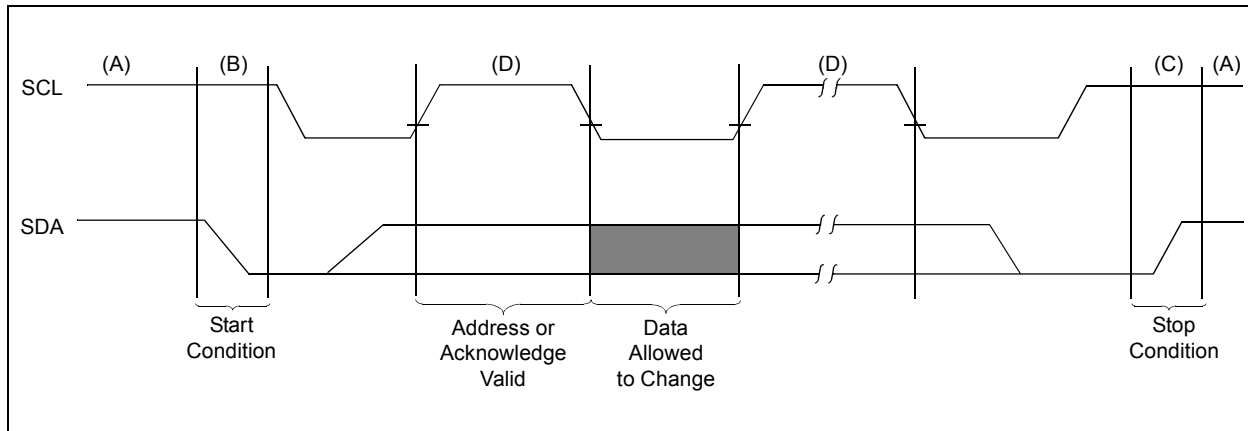 (A) (B) (D) (D) (C) (A)
SCL
SDA
Start
Condition
Address or
Acknowledge
Valid
Data
Allowed
to Change
Stop
Condition